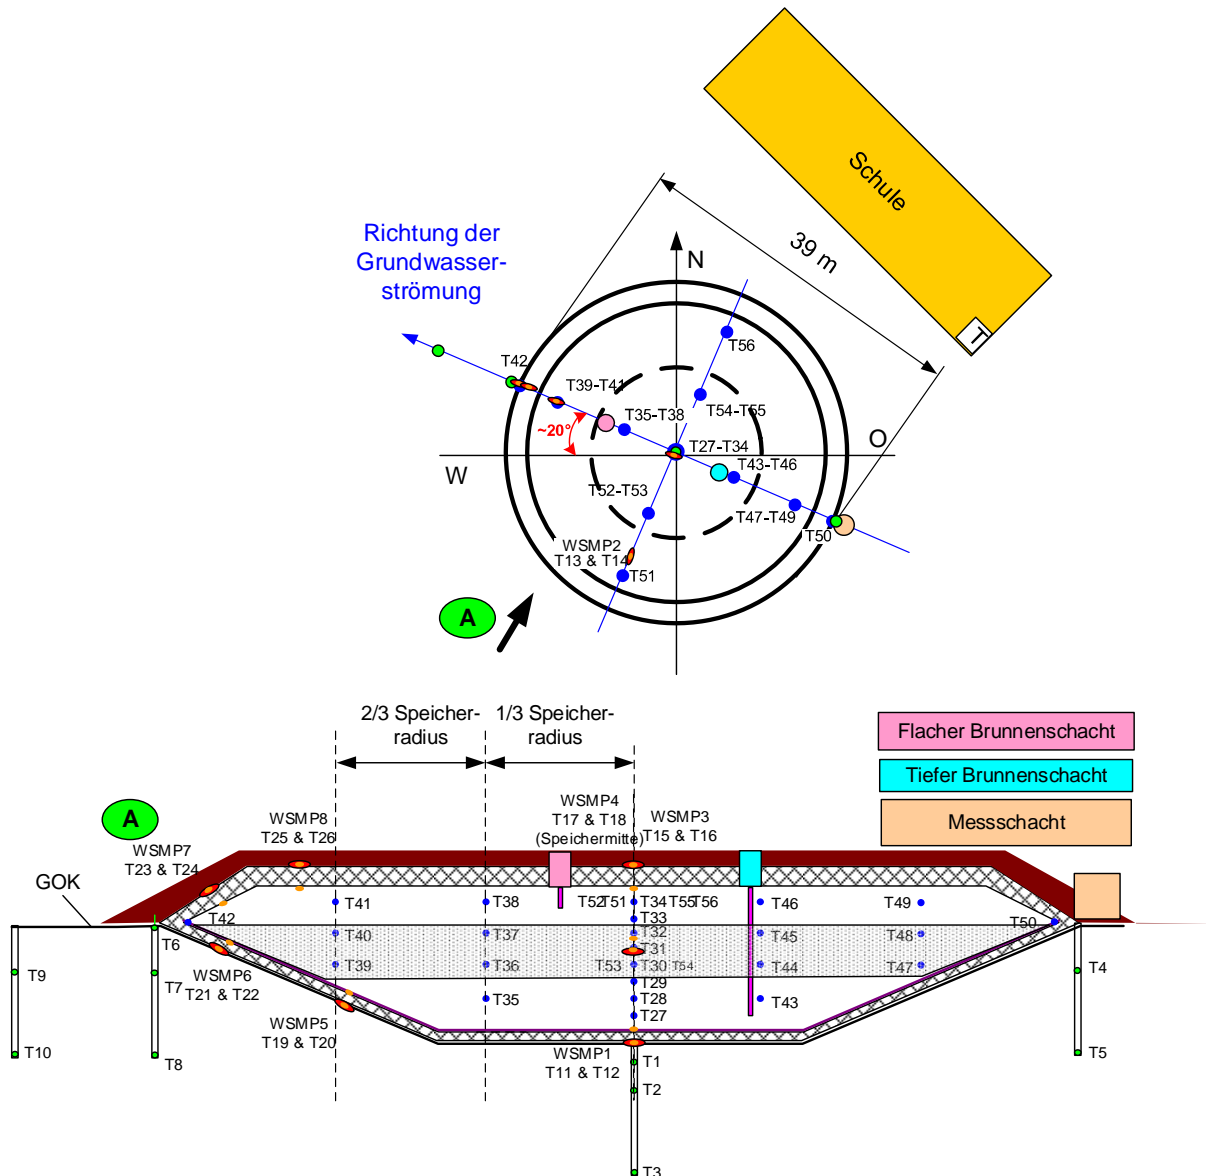 Schule
T
39 m
Richtung der
Grundwasser-
strömung
N
O
W
T42
T39-T41
T56
T54-T55
T35-T38
~20°
T27-T34
T43-T46
T52-T53
T47-T49
T50
WSMP2
T13 & T14
T51
A
2/3 Speicher-
radius
1/3 Speicher-
radius
Flacher Brunnenschacht
Tiefer Brunnenschacht
Messschacht
A
WSMP8
T25 & T26
WSMP4
T17 & T18
(Speichermitte)
WSMP3
T15 & T16
WSMP7
T23 & T24
GOK
T42
T41
T38
T52
T51
T34
T55
T56
T46
T49
T50
T33
T6
T40
T37
T32
T45
T48
T31
T39
T36
T53
T30
T54
T44
T47
T4
T9
T7
WSMP6
T21 & T22
T29
T35
T28
T43
T27
WSMP5
T19 & T20
WSMP1
T11 & T12
T10
T8
T1
T5
T2
T3